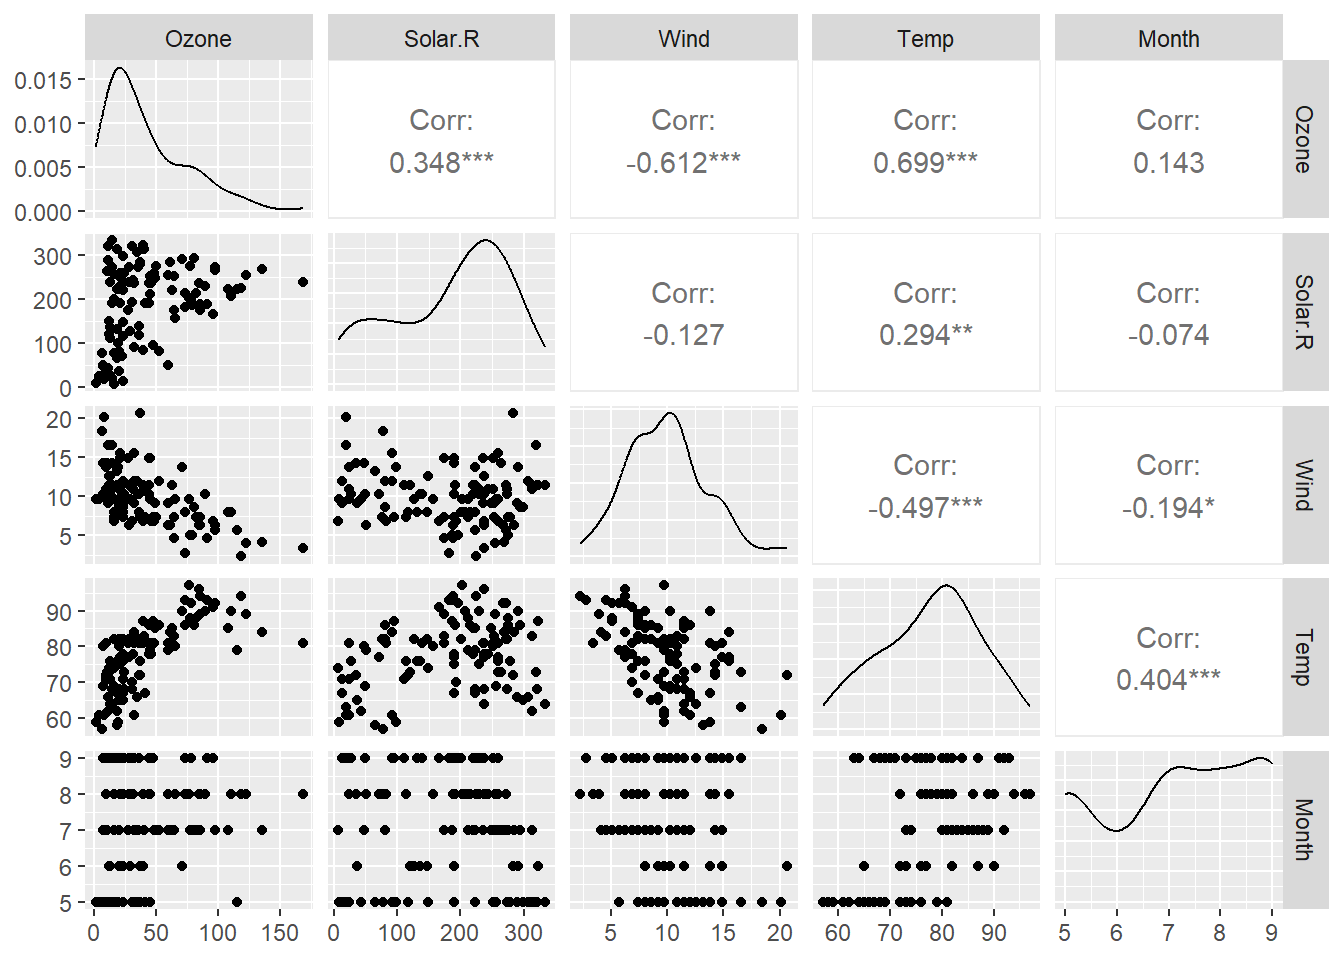 Ozone
Solar.R
Wind
Temp
Month
0.015
0.010
0.005
0.000
Corr:
0.348***
Corr:
-0.612***
Corr:
0.699***
Corr:
0.143
Ozone
300
200
100
0
Corr:
-0.127
Corr:
0.294**
Corr:
-0.074
Solar.R
20
15
10
5
Corr:
-0.497***
Corr:
-0.194*
Wind
90
80
70
60
Corr:
0.404***
Temp
9
8
7
6
5
Month
0 50 100 150
0 100 200 300
5 10 15 20
60 70 80 90
5 6 7 8 9